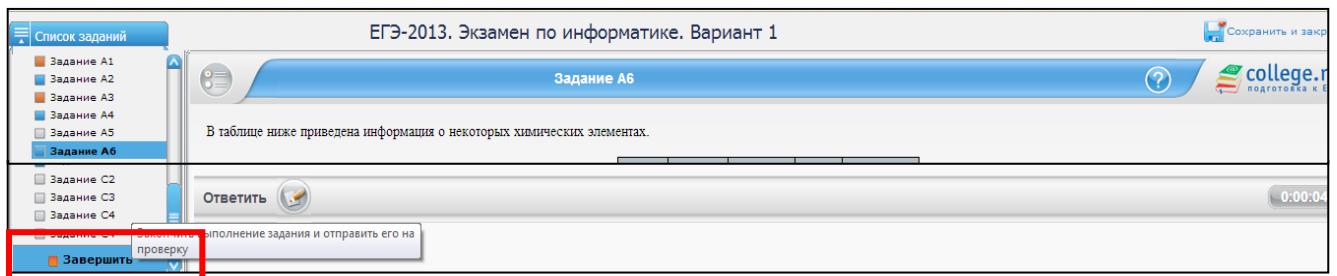 Список заданий
ЕГЭ-2013. Экзамен по информатике. Вариант 1
Сохранить и закр
Задание A1
Задание A2
Задание A3
Задание A4
Задание A5
Задание A6
Задание A6
college.r
подготовка к Е
В таблице ниже приведена информация о некоторых химических элементах.
Задание C2
Задание C3
Задание C4
Ответить
0:00:04
выполнение задания и отправить его на
проверку
Завершить